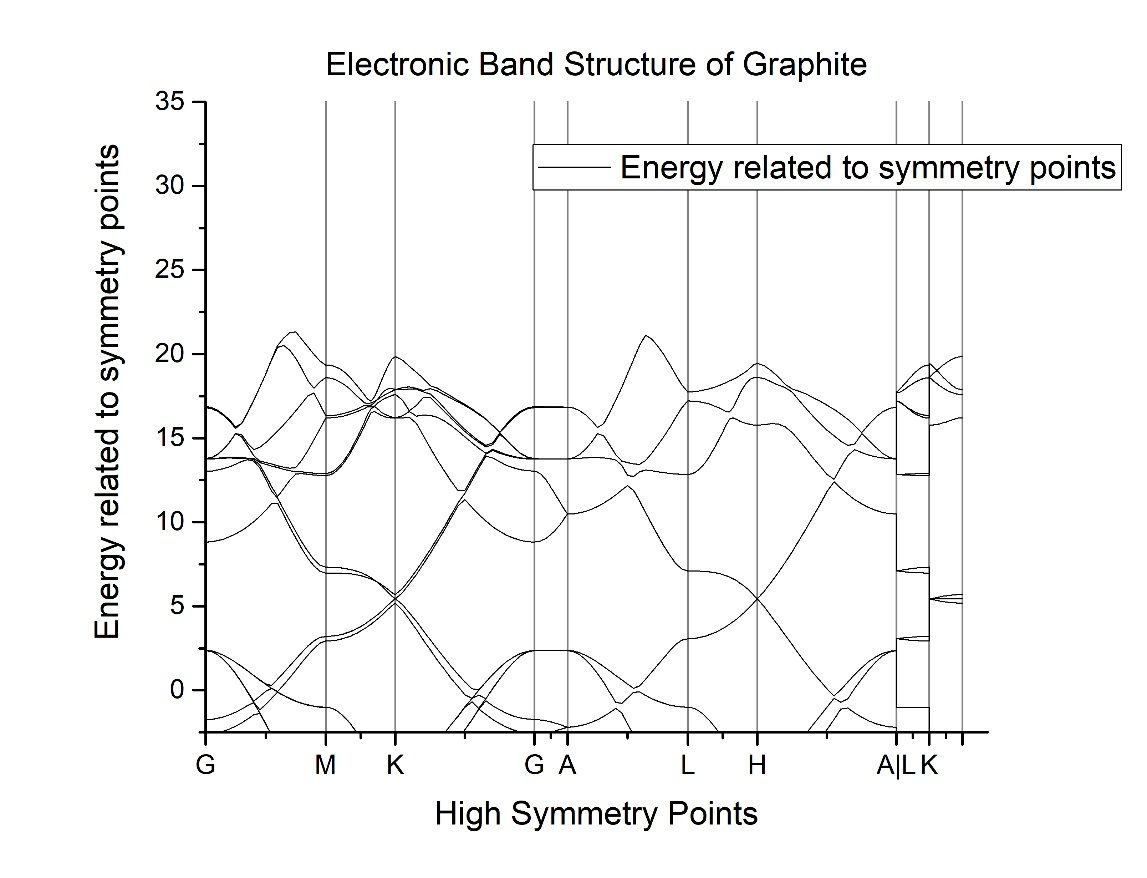 Electronic Band Structure of Graphite
35
30
25
20
15
10
5
0
Energy related to symmetry points
Energy related to symmetry points
G M K G A L H A|L K
High Symmetry Points